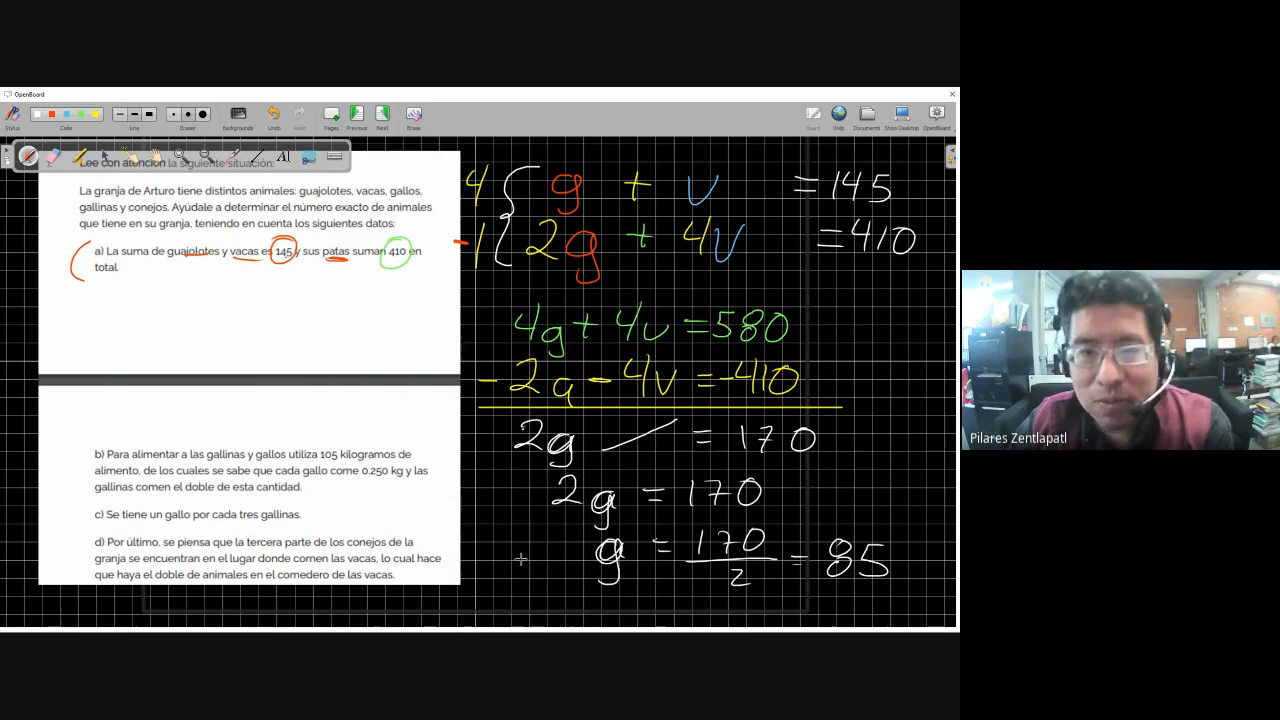 OpenBoard
Stylus Color Line Eraser Backgrounds Undo Redo Pages Previous Next Erase Board Web Documents Show Desktop OpenBoard
1. Lee con atención la siguiente situación:
La granja de Arturo tiene distintos animales: guajolotes, vacas, gallos,
gallinas y conejos. Ayúdale a determinar el número exacto de animales
que tiene en su granja, teniendo en cuenta los siguientes datos:
a) La suma de guajolotes y vacas es 145 y sus patas suman 410 en
total.
b) Para alimentar a las gallinas y gallos utiliza 105 kilogramos de
alimento, de los cuales se sabe que cada gallo come 0.250 kg y las
gallinas comen el doble de esta cantidad.
c) Se tiene un gallo por cada tres gallinas.
d) Por último, se piensa que la tercera parte de los conejos de la
granja se encuentran en el lugar donde comen las vacas, lo cual hace
que haya el doble de animales en el comedero de las vacas.
4 { g + v = 145
-1 { 2g + 4v = 410
4g + 4v = 580
-2g - 4v = -410
2g = 170
2g = 170
g = 170/2 = 85
Pilares Zentlapatl